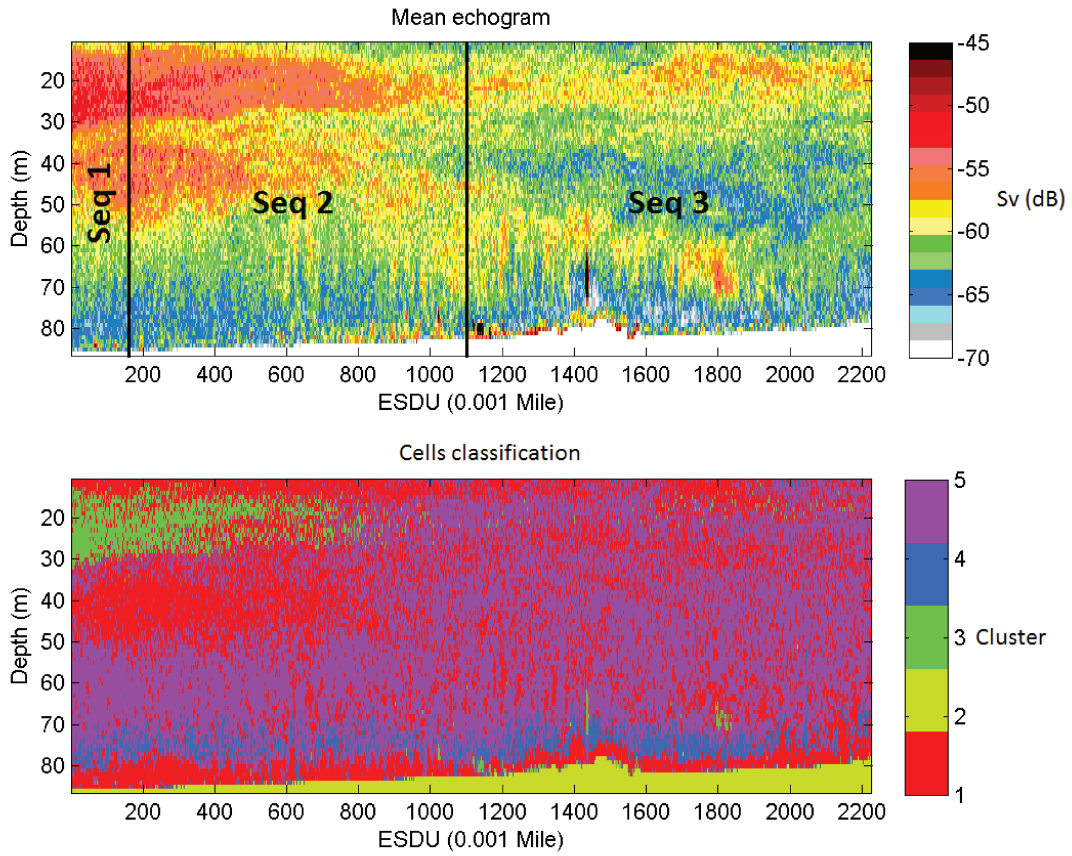 Mean echogram
Depth (m)
20
30
40
50
60
70
80
Seq 1
Seq 2
Seq 3
200 400 600 800 1000 1200 1400 1600 1800 2000 2200
ESDU (0.001 Mile)
-45
-50
-55
-60
-65
-70
Sv (dB)
Cells classification
Depth (m)
20
30
40
50
60
70
80
200 400 600 800 1000 1200 1400 1600 1800 2000 2200
ESDU (0.001 Mile)
5
4
3
2
1
Cluster